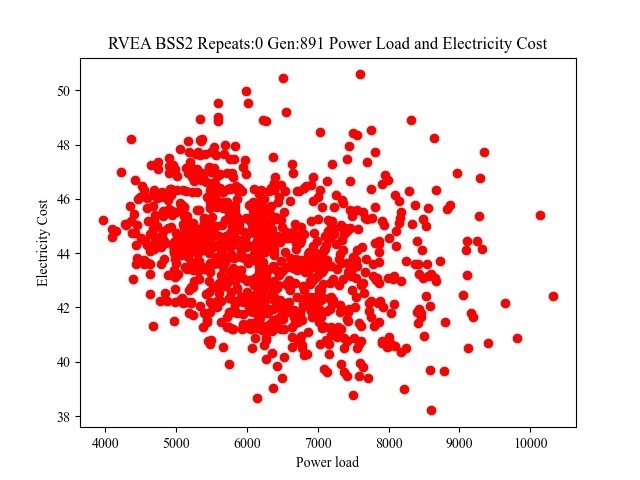 RVEA BSS2 Repeats:0 Gen:891 Power Load and Electricity Cost
Electricity Cost
50
48
46
44
42
40
38
4000 5000 6000 7000 8000 9000 10000
Power load